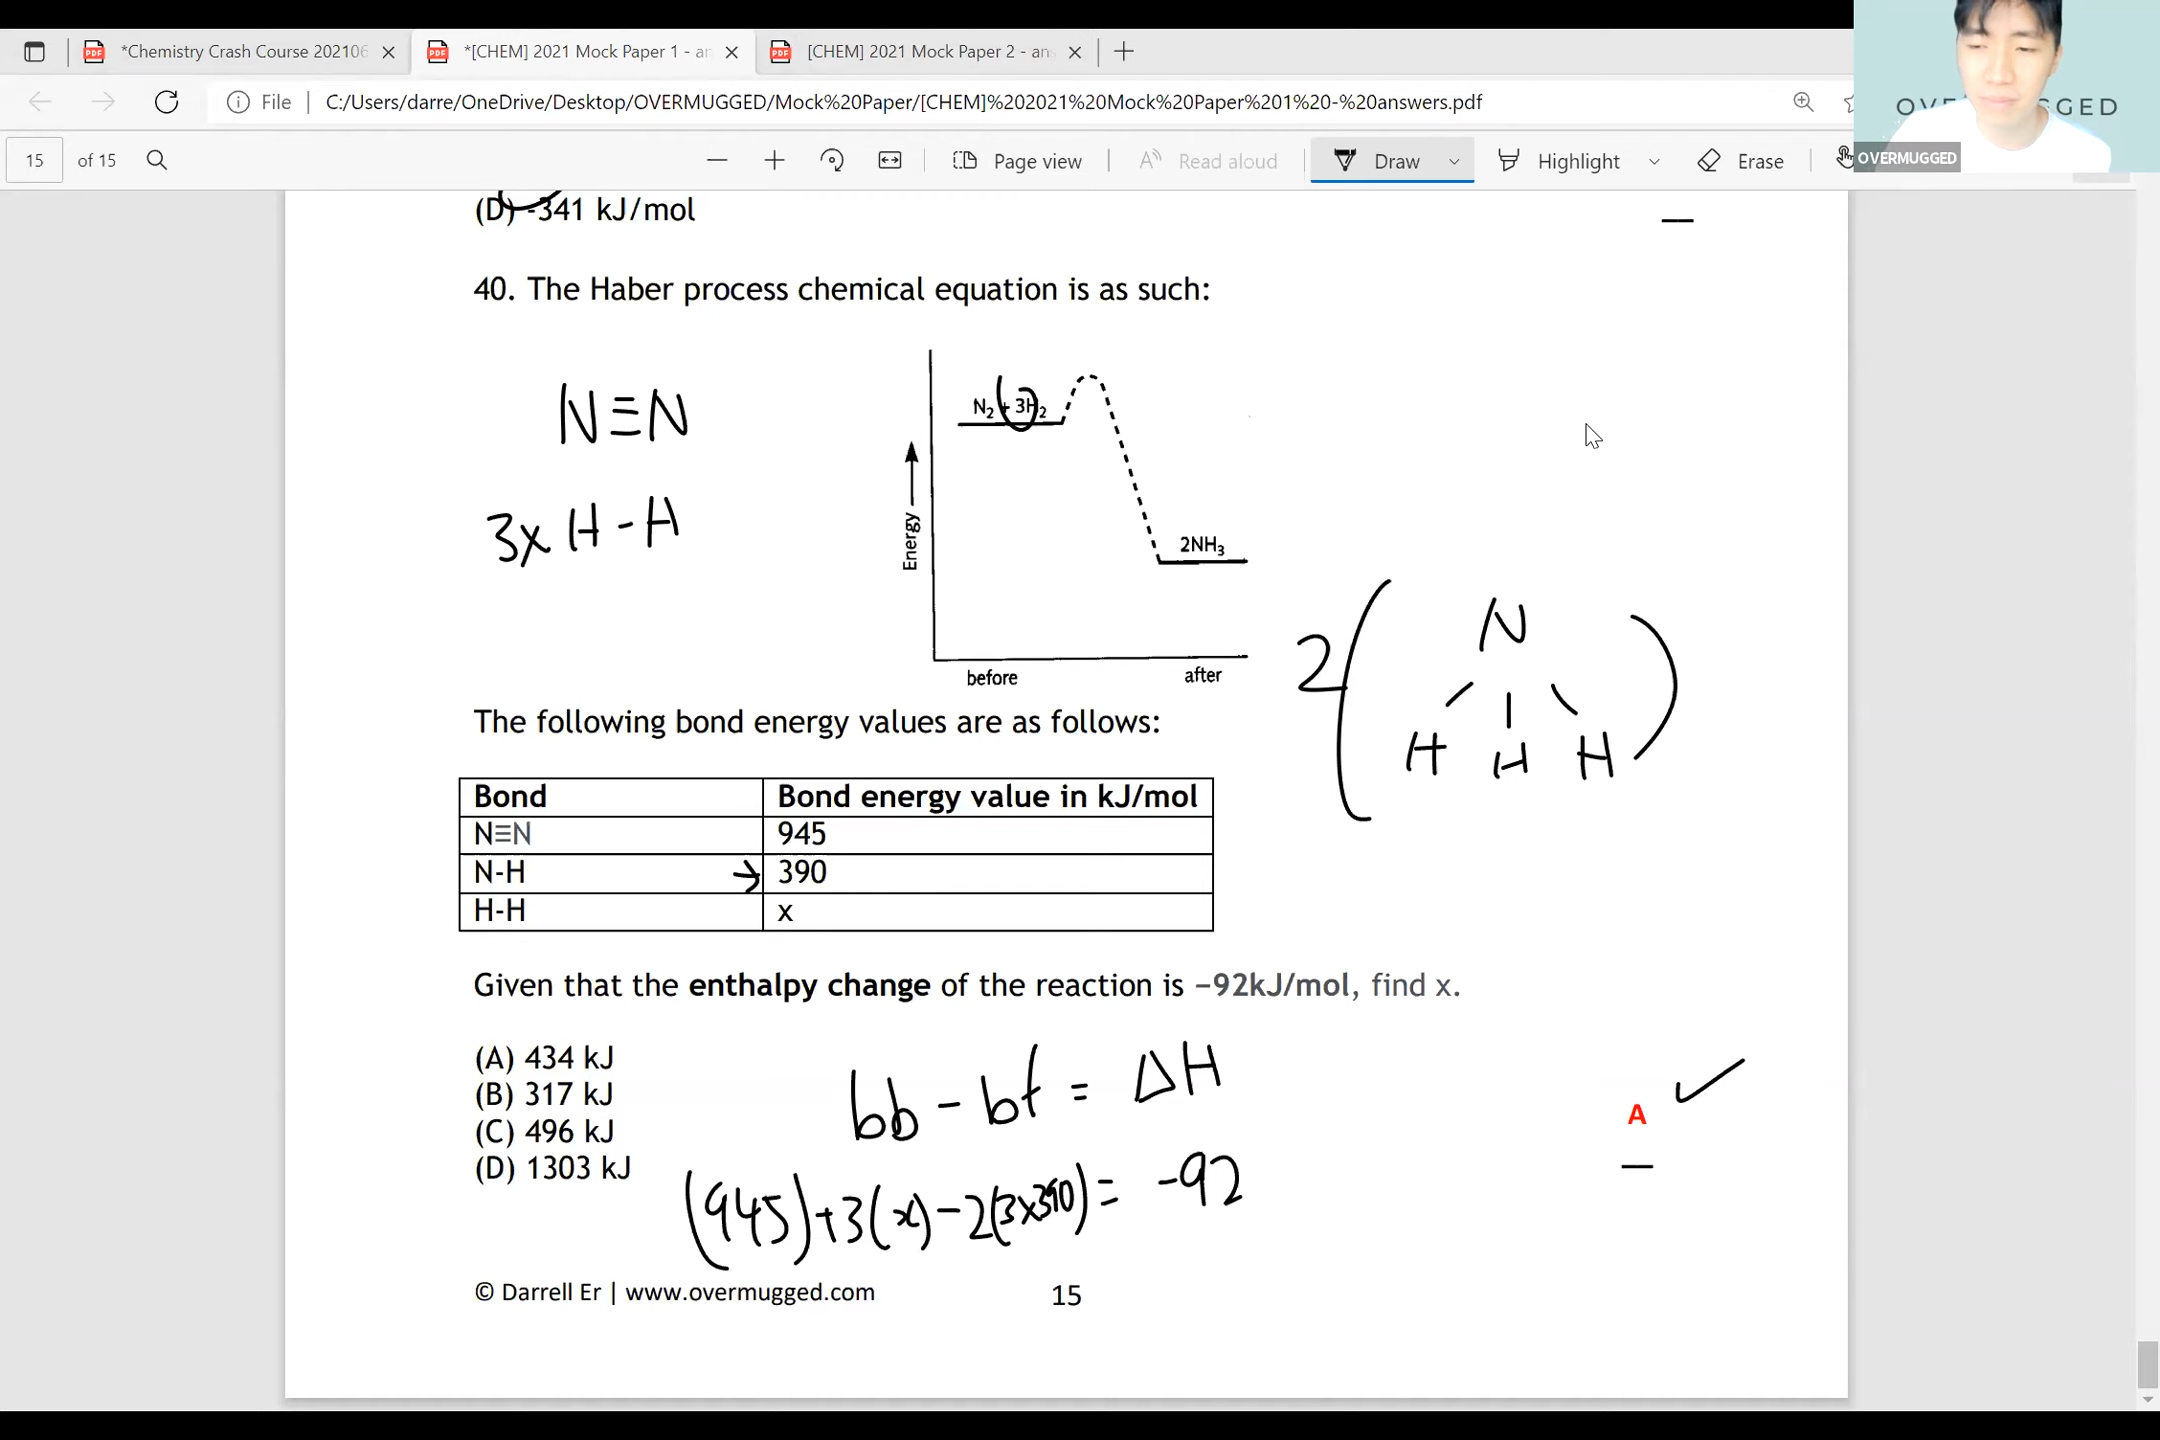 *Chemistry Crash Course 202106
*[CHEM] 2021 Mock Paper 1 - an
[CHEM] 2021 Mock Paper 2 - ans
File
C:/Users/darre/OneDrive/Desktop/OVERMUGGED/Mock%20Paper/[CHEM]%202021%20Mock%20Paper%201%20-%20answers.pdf
15 of 15
Page view
Read aloud
Draw
Highlight
Erase
OVERMUGGED
(D) -341 kJ/mol
40. The Haber process chemical equation is as such:
N≡N
3x H-H
N₂ + 3H₂
Energy
2NH₃
before
after
2( N
H H H )
The following bond energy values are as follows:
Bond Bond energy value in kJ/mol
N≡N 945
N-H → 390
H-H x
Given that the enthalpy change of the reaction is −92kJ/mol, find x.
(A) 434 kJ
(B) 317 kJ
(C) 496 kJ
(D) 1303 kJ
bb - bf = ΔH
(945)+3(x)-2(3x390)= -92
A ✓
© Darrell Er | www.overmugged.com
15